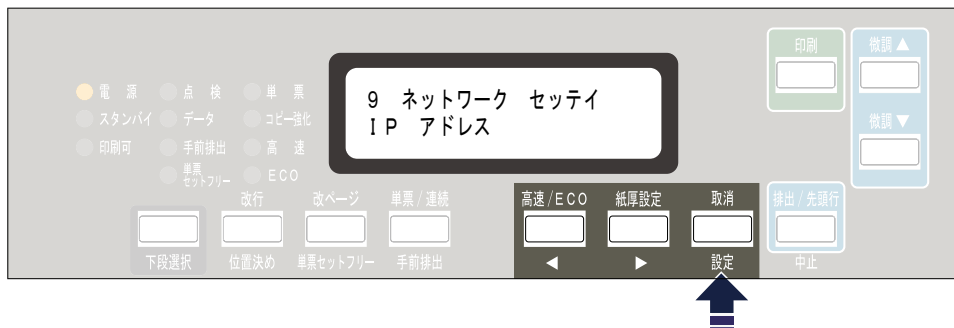 印刷
微調 ▲
電 源
点 検
単 票
9 ネットワーク セッテイ
IP アドレス
スタンバイ
データ
コピー強化
微調 ▼
印刷可
手前排出
高 速
単票
セットフリー
ECO
改行
改ページ
単票 / 連続
高速 /ECO
紙厚設定
取消
排出 / 先頭行
下段選択
位置決め
単票セットフリー
手前排出
◀
▶
設定
中止